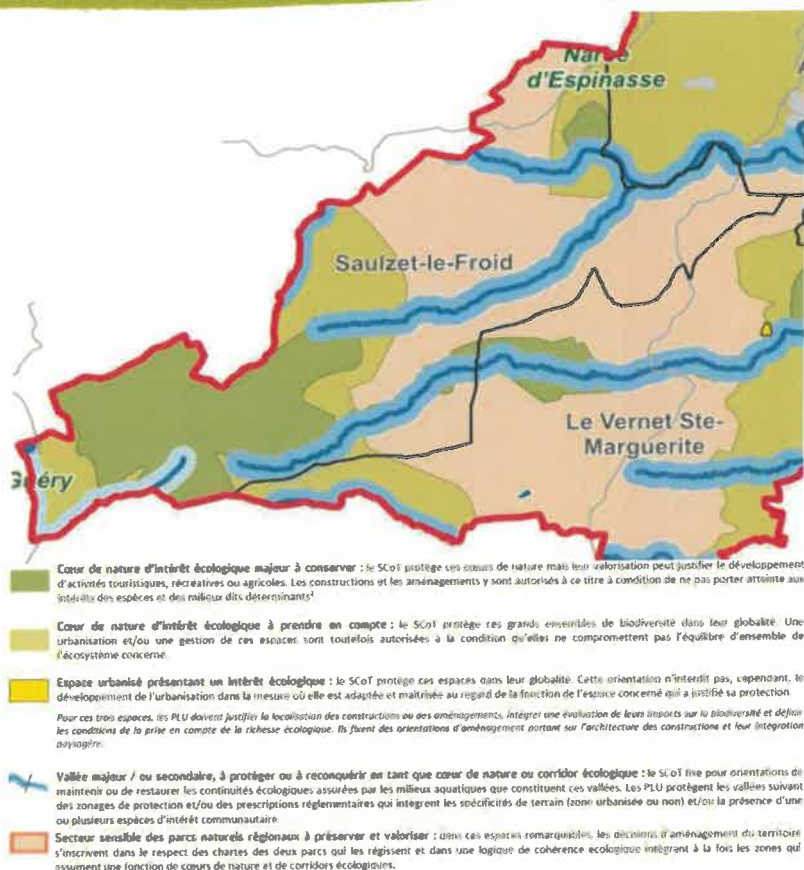 Narse
d'Espinasse
Saulzet-le-Froid
Le Vernet Ste-
Marguerite
Guéry
Cœur de nature d'intérêt écologique majeur à conserver : le SCoT protège ces cœurs de nature mais leur valorisation peut justifier le développement
d'activités touristiques, récréatives ou agricoles. Les constructions et les aménagements y sont autorisés à ce titre à condition de ne pas porter atteinte aux
intérêts des espèces et des milieux dits déterminants
Cœur de nature d'intérêt écologique à prendre en compte : le SCoT protège ces grands ensembles de biodiversité dans leur globalité. Une
urbanisation et/ou une gestion de ces espaces sont toutefois autorisées à la condition qu'elles ne compromettent pas l'équilibre d'ensemble de
l'écosystème concerné.
Espace urbanisé présentant un intérêt écologique : le SCoT protège ces espaces dans leur globalité. Cette orientation n'interdit pas, cependant, le
développement de l'urbanisation dans la mesure où elle est adaptée et maîtrisée au regard de la fonction de l'espace concerné qui a justifié sa protection.
Pour ces trois espaces, les PLU doivent justifier la localisation des constructions ou des aménagements, intégrer une évaluation de leurs impacts sur la biodiversité et définir
les conditions de la prise en compte de la richesse écologique. Ils fixent des orientations d'aménagement portant sur l'architecture des constructions et leur intégration
paysagère.
Vallée majeur / ou secondaire, à protéger ou à reconquérir en tant que cœur de nature ou corridor écologique : le SCoT fixe pour orientations de
maintenir ou de restaurer les continuités écologiques assurées par les milieux aquatiques que constituent ces vallées. Les PLU protègent les vallées suivant
des zonages de protection et/ou des prescriptions réglementaires qui intègrent les spécificités de terrain (zone urbanisée ou non) et/ou la présence d'une
ou plusieurs espèces d'intérêt communautaire.
Secteur sensible des parcs naturels régionaux à préserver et valoriser : dans ces espaces remarquables, les décisions d'aménagement du territoire
s'inscrivent dans le respect des chartes des deux parcs qui les régissent et dans une logique de cohérence écologique intégrant à la fois les zones qui
assument une fonction de cœurs de nature et de corridors écologiques.